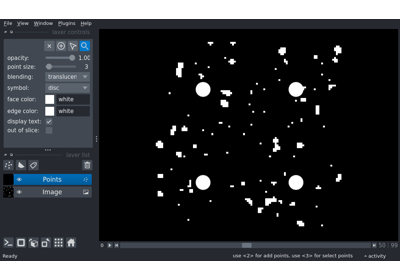 File View Window Plugins Help
layer controls
opacity: 1.00
point size: 3
blending: translucen
symbol: disc
face color: white
edge color: white
display text: ✓
out of slice:
layer list
Points
Image
0 50 99
Ready use <2> for add points, use <3> for select points activity